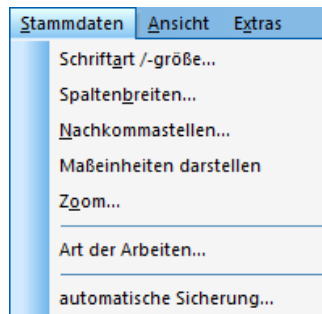 Stammdaten Ansicht Extras
Schriftart /-größe...
Spaltenbreiten...
Nachkommastellen...
Maßeinheiten darstellen
Zoom...
Art der Arbeiten...
automatische Sicherung...